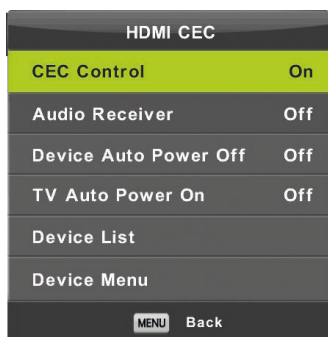 HDMI CEC
CEC Control On
Audio Receiver Off
Device Auto Power Off Off
TV Auto Power On Off
Device List
Device Menu
MENU Back